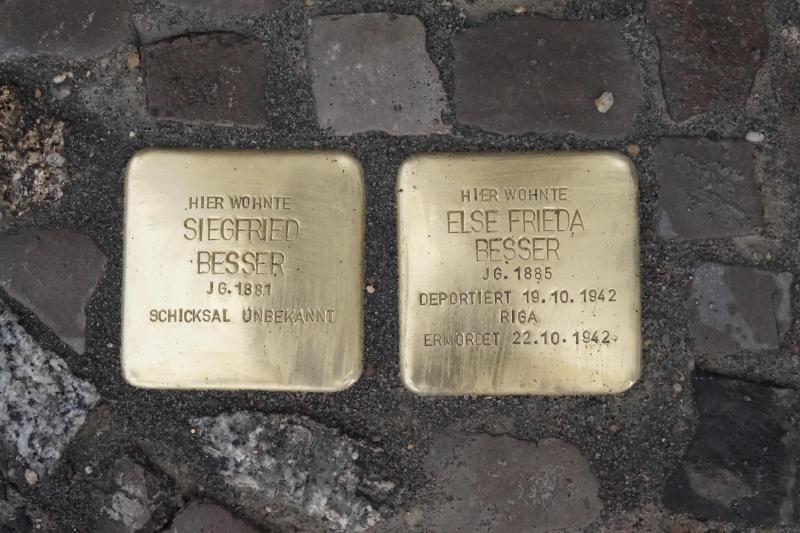 HIER WOHNTE
SIEGFRIED
BESSER
JG. 1881
SCHICKSAL UNBEKANNT
HIER WOHNTE
ELSE FRIEDA
BESSER
JG. 1885
DEPORTIERT 19.10.1942
RIGA
ERMORDET 22.10.1942